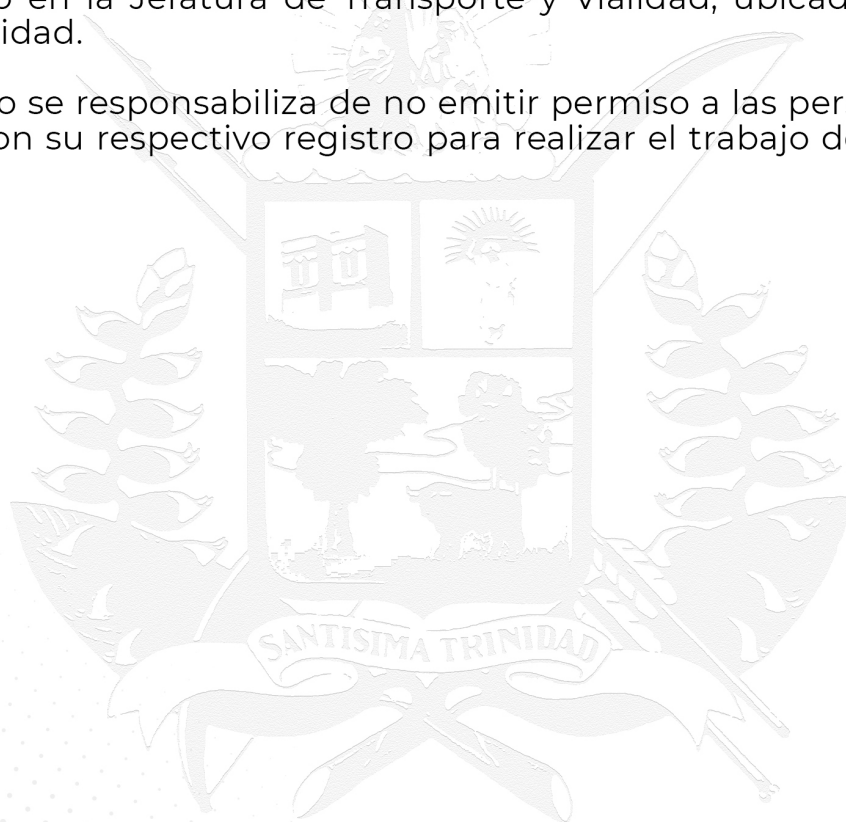 o en la Jefatura de Transporte y Vialidad, ubicad
idad.
o se responsabiliza de no emitir permiso a las per
on su respectivo registro para realizar el trabajo de
SANTISIMA TRINIDAD